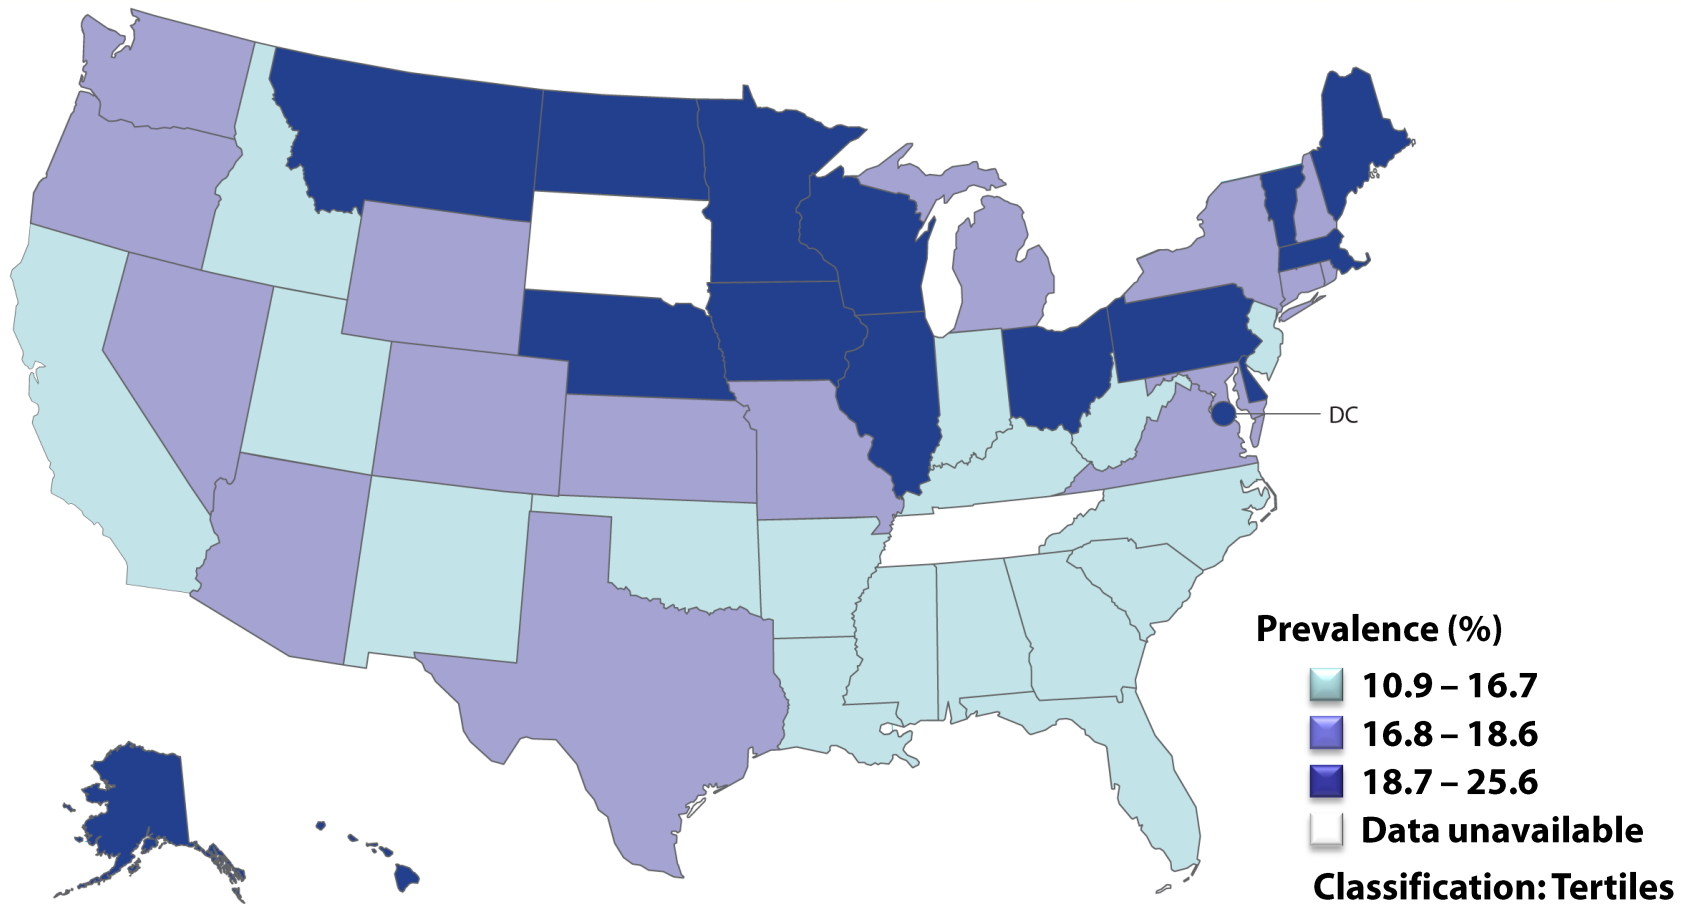 DC
Prevalence (%)
10.9 – 16.7
16.8 – 18.6
18.7 – 25.6
Data unavailable
Classification: Tertiles